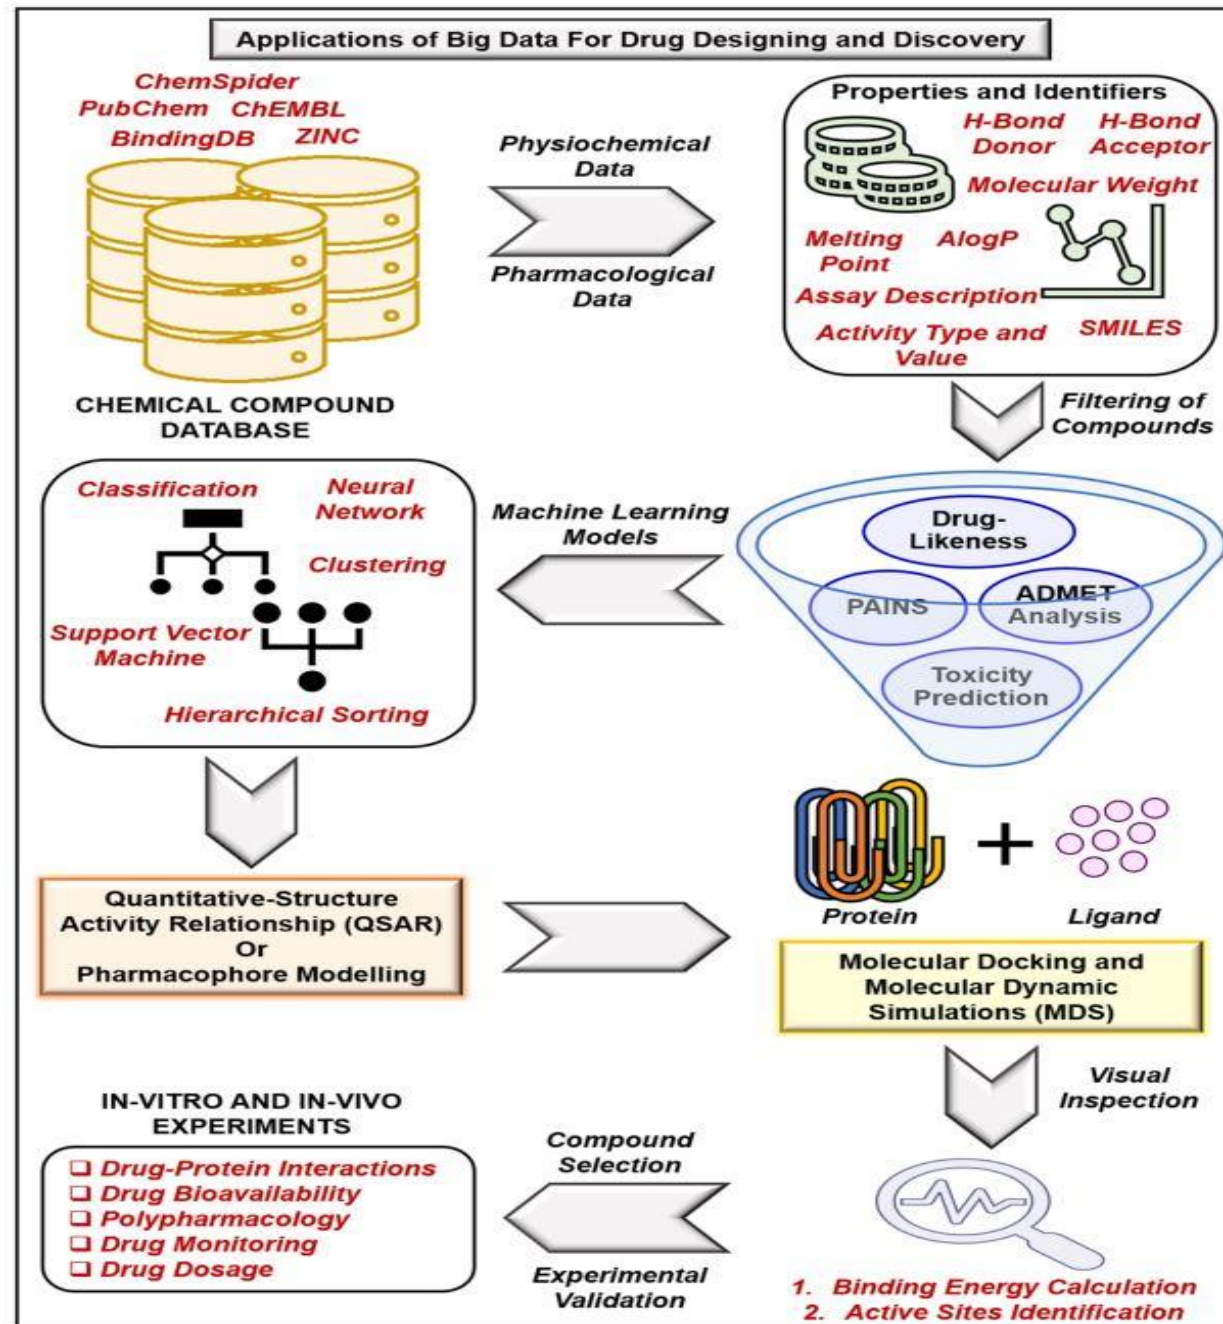 Applications of Big Data For Drug Designing and Discovery
ChemSpider
PubChem ChEMBL
BindingDB ZINC
CHEMICAL COMPOUND
DATABASE
Physiochemical
Data
Pharmacological
Data
Properties and Identifiers
H-Bond
Donor
H-Bond
Acceptor
Molecular Weight
Melting
Point
AlogP
Assay Description
Activity Type and
Value
SMILES
Filtering of
Compounds
Drug-
Likeness
PAINS
ADMET
Analysis
Toxicity
Prediction
Machine Learning
Models
Classification
Neural
Network
Clustering
Support Vector
Machine
Hierarchical Sorting
Quantitative-Structure
Activity Relationship (QSAR)
Or
Pharmacophore Modelling
Protein
Ligand
Molecular Docking and
Molecular Dynamic
Simulations (MDS)
Visual
Inspection
1. Binding Energy Calculation
2. Active Sites Identification
Compound
Selection
Experimental
Validation
IN-VITRO AND IN-VIVO
EXPERIMENTS
Drug-Protein Interactions
Drug Bioavailability
Polypharmacology
Drug Monitoring
Drug Dosage